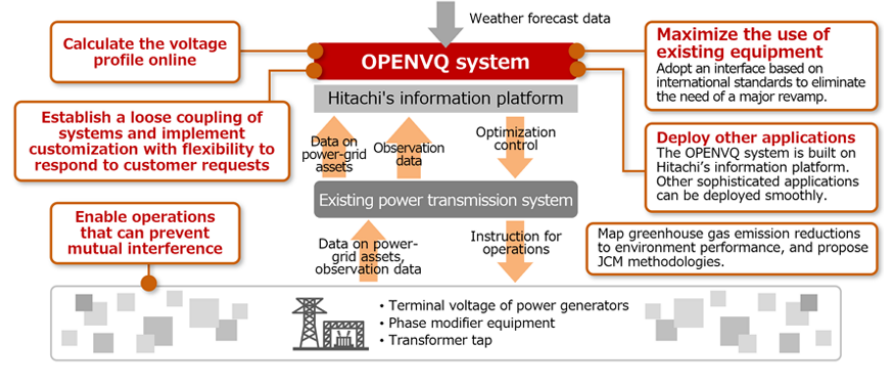 Weather forecast data
Calculate the voltage
profile online
OPENVQ system
Maximize the use of
existing equipment
Adopt an interface based on
international standards to eliminate
the need of a major revamp.
Hitachi's information platform
Establish a loose coupling of
systems and implement
customization with flexibility to
respond to customer requests
Data on
power-grid
assets
Observation
data
Optimization
control
Deploy other applications
The OPENVQ system is built on
Hitachi's information platform.
Other sophisticated applications
can be deployed smoothly.
Existing power transmission system
Enable operations
that can prevent
mutual interference
Data on power-
grid assets,
observation data
Instruction for
operations
Map greenhouse gas emission reductions
to environment performance, and propose
JCM methodologies.
• Terminal voltage of power generators
• Phase modifier equipment
• Transformer tap